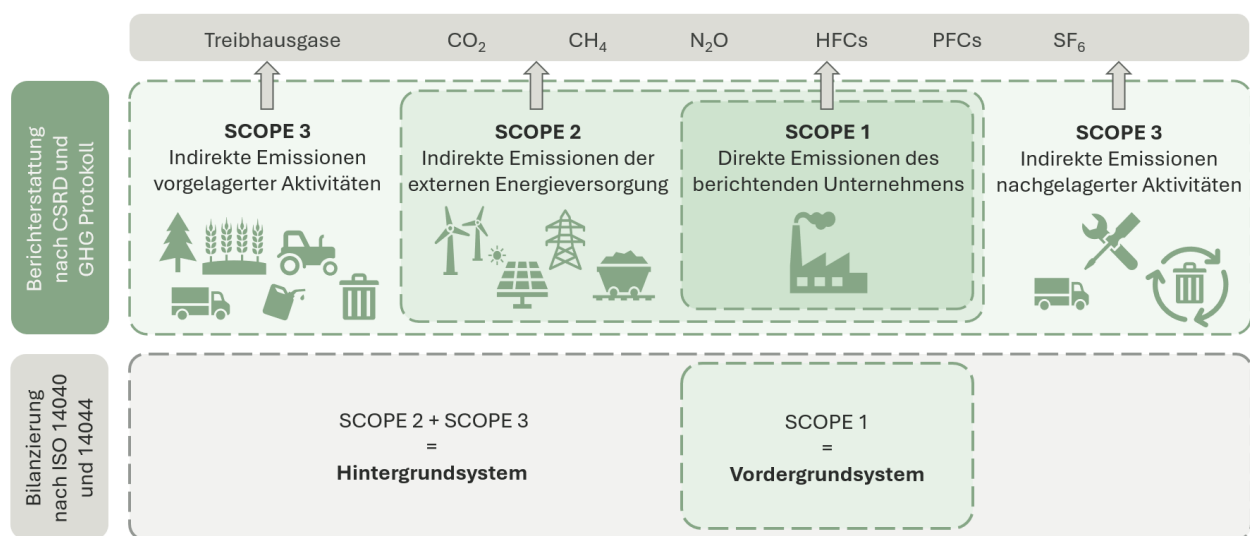 Treibhausgase CO₂ CH₄ N₂O HFCs PFCs SF₆
Berichterstattung
nach CSRD und
GHG Protokoll
SCOPE 3
Indirekte Emissionen
vorgelagerter Aktivitäten
SCOPE 2
Indirekte Emissionen der
externen Energieversorgung
SCOPE 1
Direkte Emissionen des
berichtenden Unternehmens
SCOPE 3
Indirekte Emissionen
nachgelagerter Aktivitäten
Bilanzierung
nach ISO 14040
und 14044
SCOPE 2 + SCOPE 3
=
Hintergrundsystem
SCOPE 1
=
Vordergrundsystem